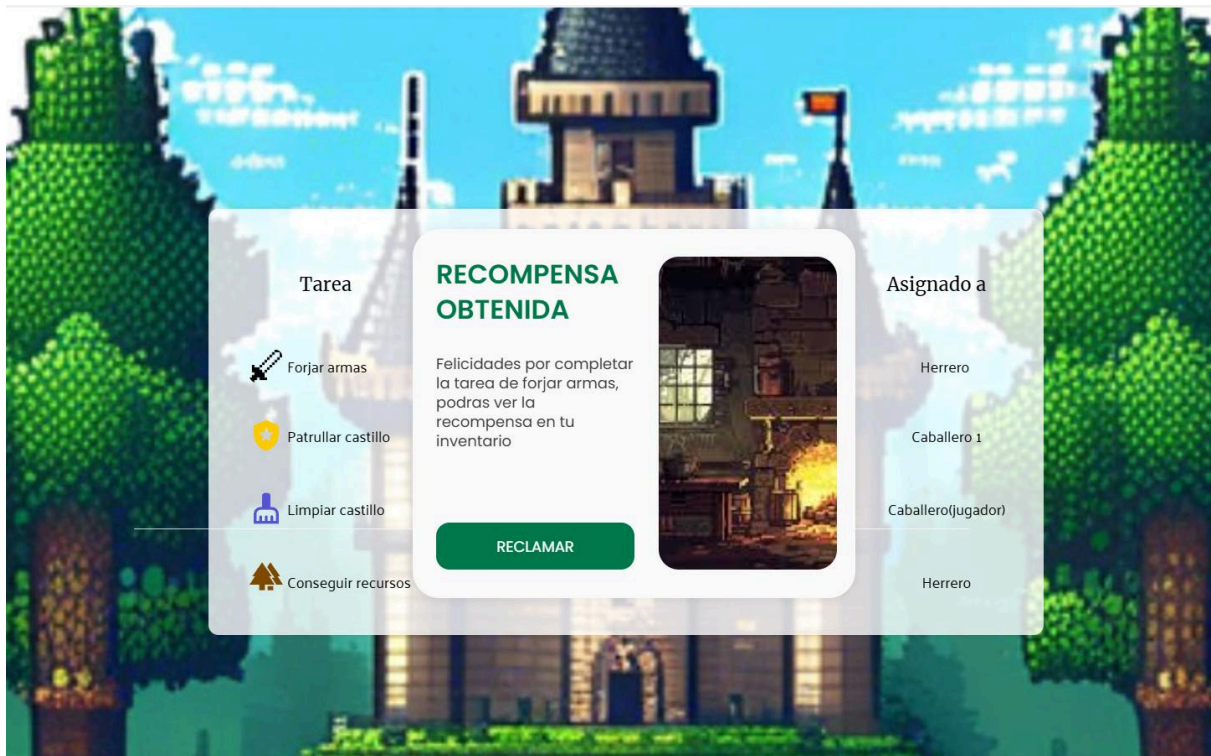 Tarea
Forjar armas
Patrullar castillo
Limpiar castillo
Conseguir recursos
RECOMPENSA
OBTENIDA
Felicidades por completar
la tarea de forjar armas,
podras ver la
recompensa en tu
inventario
RECLAMAR
Asignado a
Herrero
Caballero 1
Caballero(jugador)
Herrero